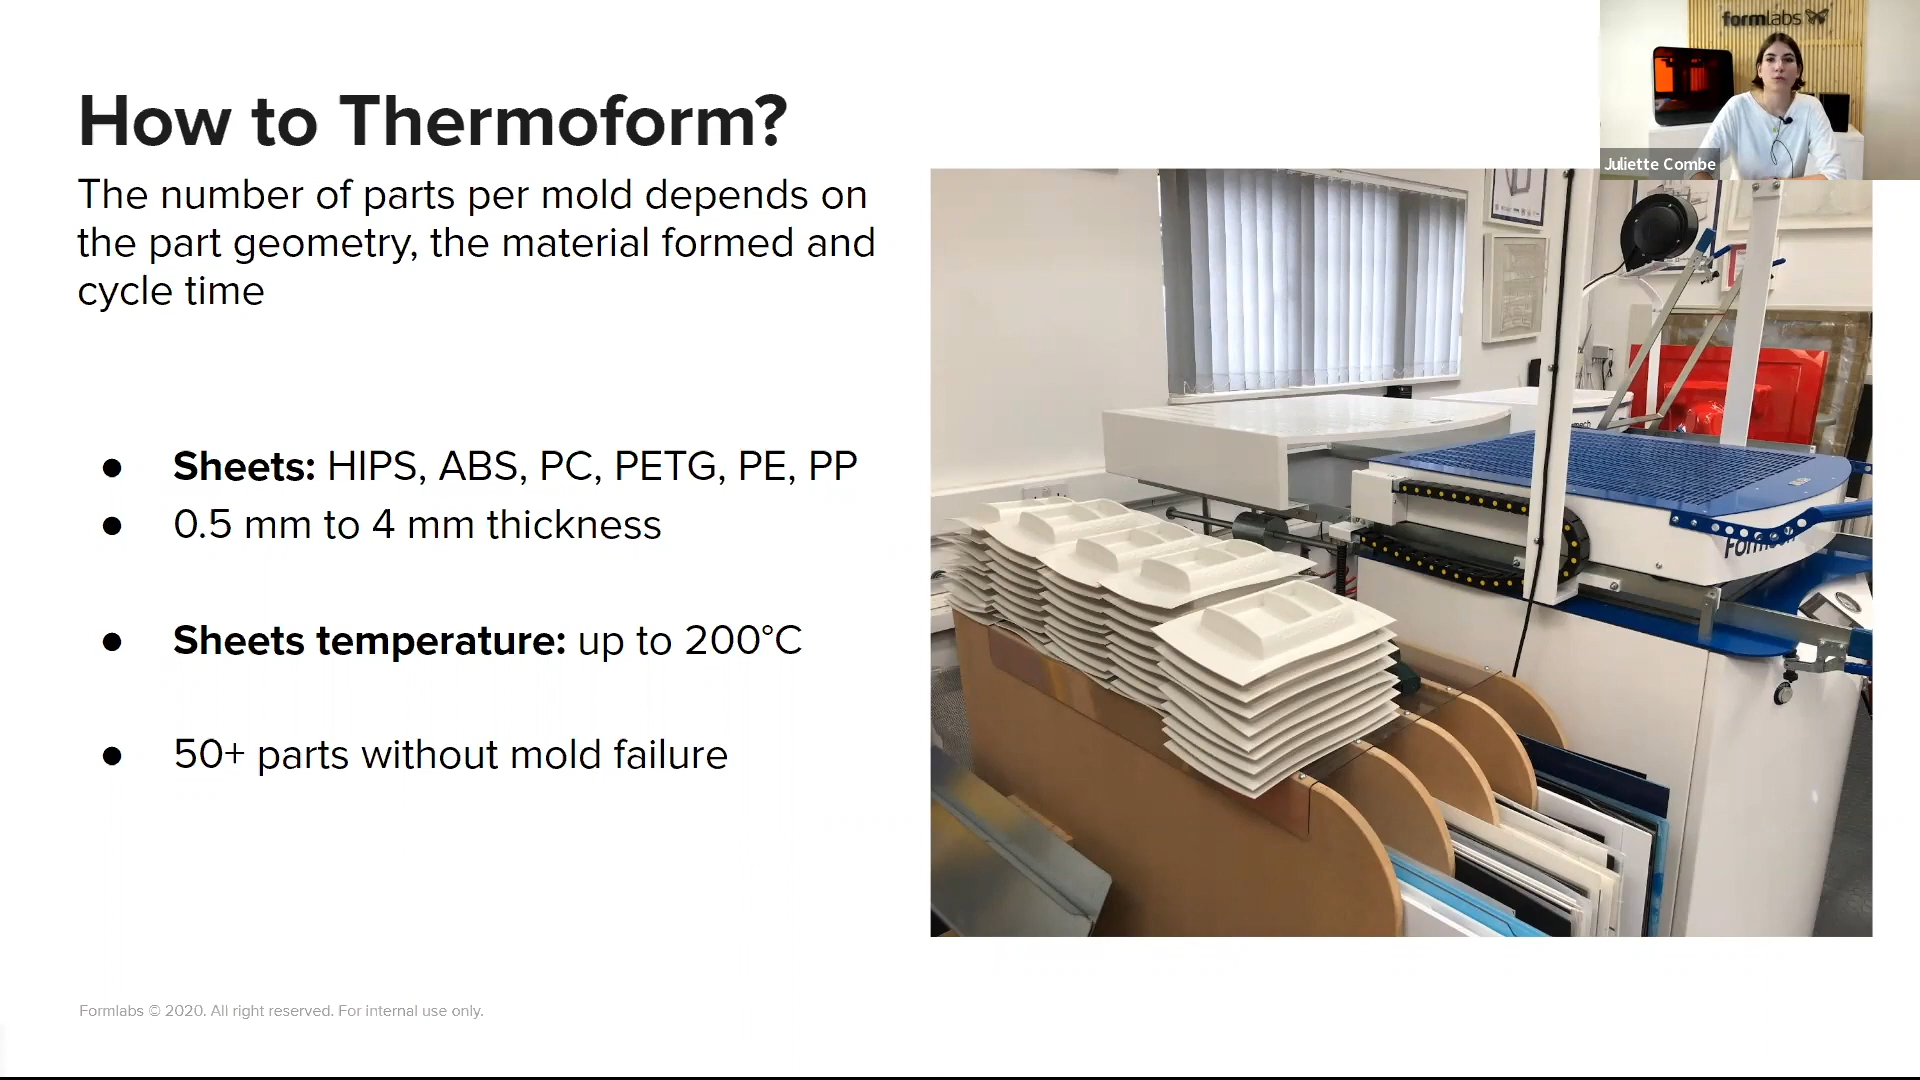 formlabs
Juliette Combe
How to Thermoform?
The number of parts per mold depends on
the part geometry, the material formed and
cycle time
● Sheets: HIPS, ABS, PC, PETG, PE, PP
● 0.5 mm to 4 mm thickness
● Sheets temperature: up to 200°C
● 50+ parts without mold failure
Formlabs © 2020. All right reserved. For internal use only.